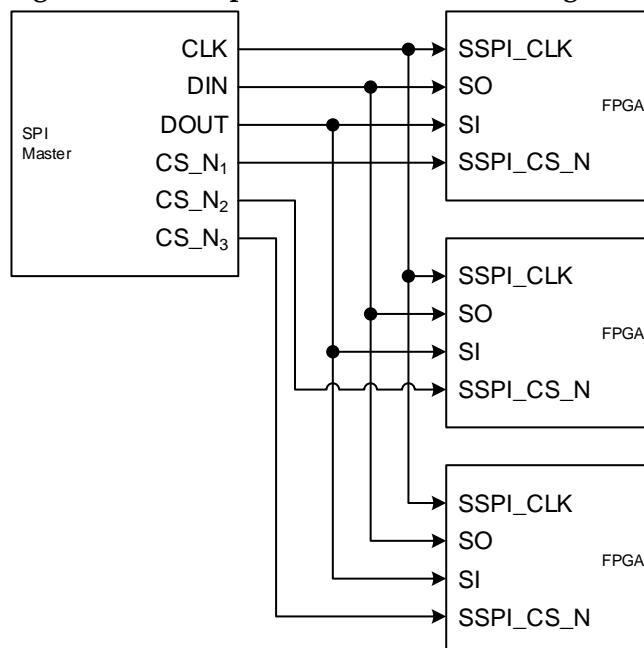 CLK
DIN
DOUT
CS_N1
CS_N2
CS_N3
SPI
Master
SSPI_CLK
SO
SI
SSPI_CS_N
FPGA
SSPI_CLK
SO
SI
SSPI_CS_N
FPGA
SSPI_CLK
SO
SI
SSPI_CS_N
FPGA